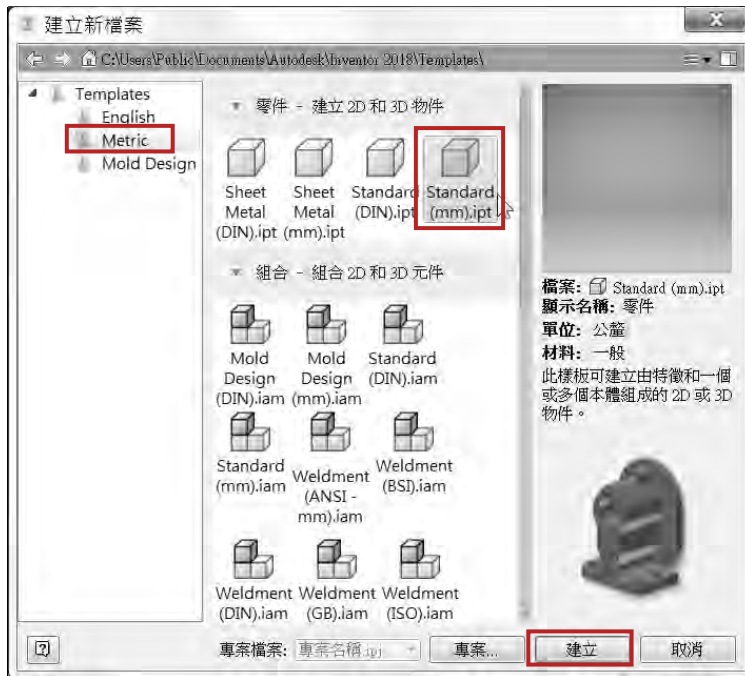 建立新檔案
C:\Users\Public\Documents\Autodesk\Inventor 2018\Templates\
Templates
English
Metric
Mold Design
零件 - 建立 2D 和 3D 物件
Sheet Metal (DIN).ipt
Sheet Metal (mm).ipt
Standard (DIN).ipt
Standard (mm).ipt
組合 - 組合 2D 和 3D 元件
Mold Design (DIN).iam
Mold Design (mm).iam
Standard (DIN).iam
Standard (mm).iam
Weldment (ANSI - mm).iam
Weldment (BSI).iam
Weldment (DIN).iam
Weldment (GB).iam
Weldment (ISO).iam
檔案: Standard (mm).ipt
顯示名稱: 零件
單位: 公釐
材料: 一般
此樣板可建立由特徵和一個
或多個本體組成的 2D 或 3D
物件。
專案檔案: 專案名稱.ipj
專案...
建立
取消